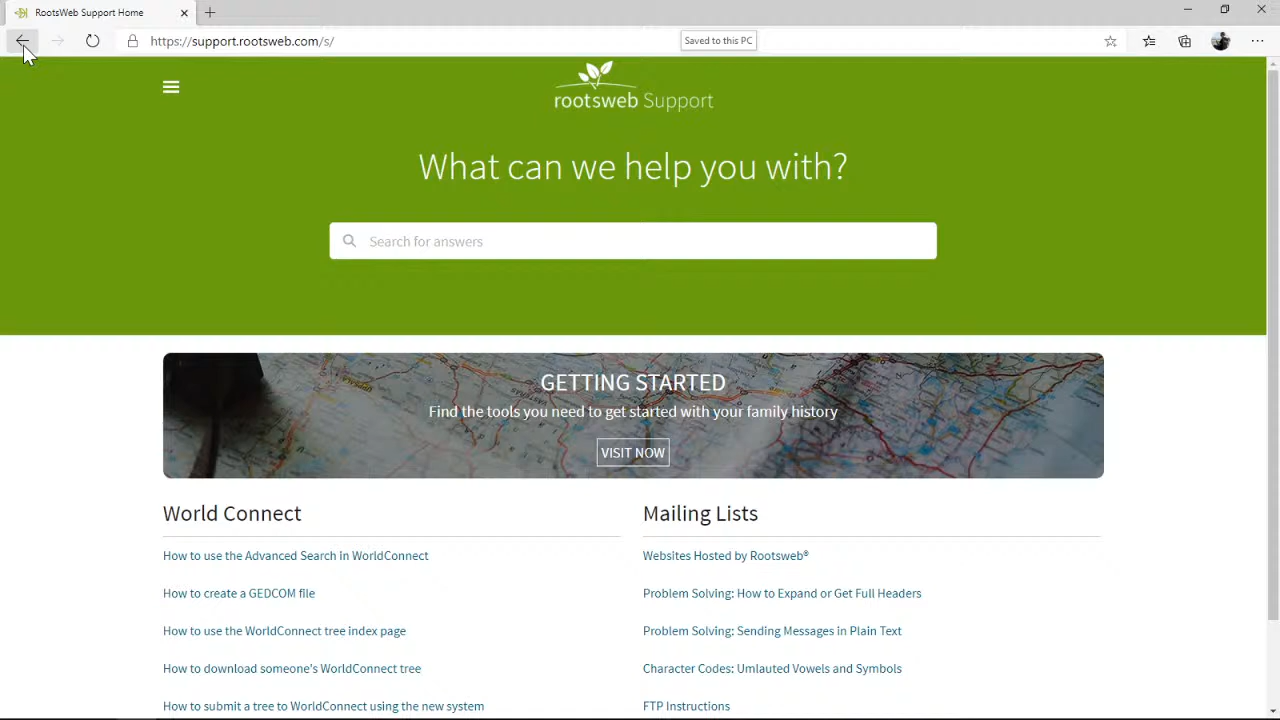 RootsWeb Support Home
https://support.rootsweb.com/s/
Saved to this PC
rootsweb Support
What can we help you with?
Search for answers
GETTING STARTED
Find the tools you need to get started with your family history
VISIT NOW
World Connect
How to use the Advanced Search in WorldConnect
How to create a GEDCOM file
How to use the WorldConnect tree index page
How to download someone's WorldConnect tree
How to submit a tree to WorldConnect using the new system
Mailing Lists
Websites Hosted by Rootsweb®
Problem Solving: How to Expand or Get Full Headers
Problem Solving: Sending Messages in Plain Text
Character Codes: Umlauted Vowels and Symbols
FTP Instructions